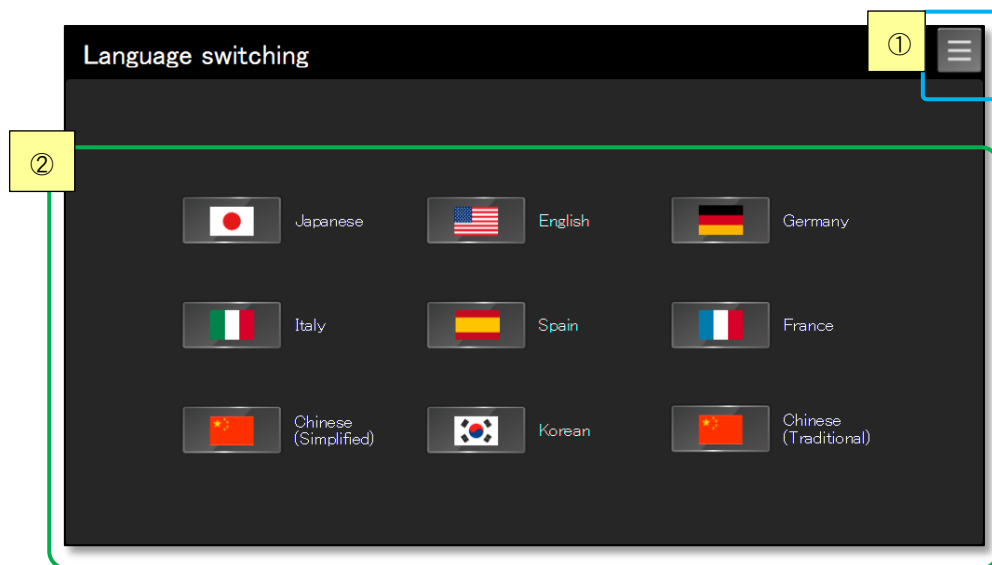 Language switching
①
②
Japanese
English
Germany
Italy
Spain
France
Chinese
(Simplified)
Korean
Chinese
(Traditional)